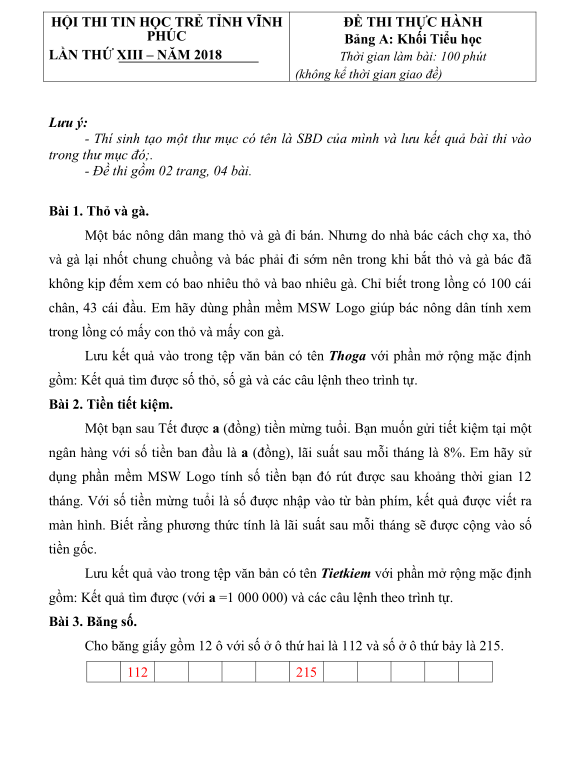 HỘI THI TIN HỌC TRẺ TỈNH VĨNH
PHÚC
LẦN THỨ XIII – NĂM 2018
ĐỀ THI THỰC HÀNH
Bảng A: Khối Tiểu học
Thời gian làm bài: 100 phút
(không kể thời gian giao đề)
Lưu ý:
- Thí sinh tạo một thư mục có tên là SBD của mình và lưu kết quả bài thi vào
trong thư mục đó;.
- Đề thi gồm 02 trang, 04 bài.
Bài 1. Thỏ và gà.
Một bác nông dân mang thỏ và gà đi bán. Nhưng do nhà bác cách chợ xa, thỏ
và gà lại nhốt chung chuồng và bác phải đi sớm nên trong khi bắt thỏ và gà bác đã
không kịp đếm xem có bao nhiêu thỏ và bao nhiêu gà. Chỉ biết trong lồng có 100 cái
chân, 43 cái đầu. Em hãy dùng phần mềm MSW Logo giúp bác nông dân tính xem
trong lồng có mấy con thỏ và mấy con gà.
Lưu kết quả vào trong tệp văn bản có tên Thoga với phần mở rộng mặc định
gồm: Kết quả tìm được số thỏ, số gà và các câu lệnh theo trình tự.
Bài 2. Tiền tiết kiệm.
Một bạn sau Tết được a (đồng) tiền mừng tuổi. Bạn muốn gửi tiết kiệm tại một
ngân hàng với số tiền ban đầu là a (đồng), lãi suất sau mỗi tháng là 8%. Em hãy sử
dụng phần mềm MSW Logo tính số tiền bạn đó rút được sau khoảng thời gian 12
tháng. Với số tiền mừng tuổi là số được nhập vào từ bàn phím, kết quả được viết ra
màn hình. Biết rằng phương thức tính là lãi suất sau mỗi tháng sẽ được cộng vào số
tiền gốc.
Lưu kết quả vào trong tệp văn bản có tên Tietkiem với phần mở rộng mặc định
gồm: Kết quả tìm được (với a =1 000 000) và các câu lệnh theo trình tự.
Bài 3. Băng số.
Cho băng giấy gồm 12 ô với số ở ô thứ hai là 112 và số ở ô thứ bảy là 215.
112 215